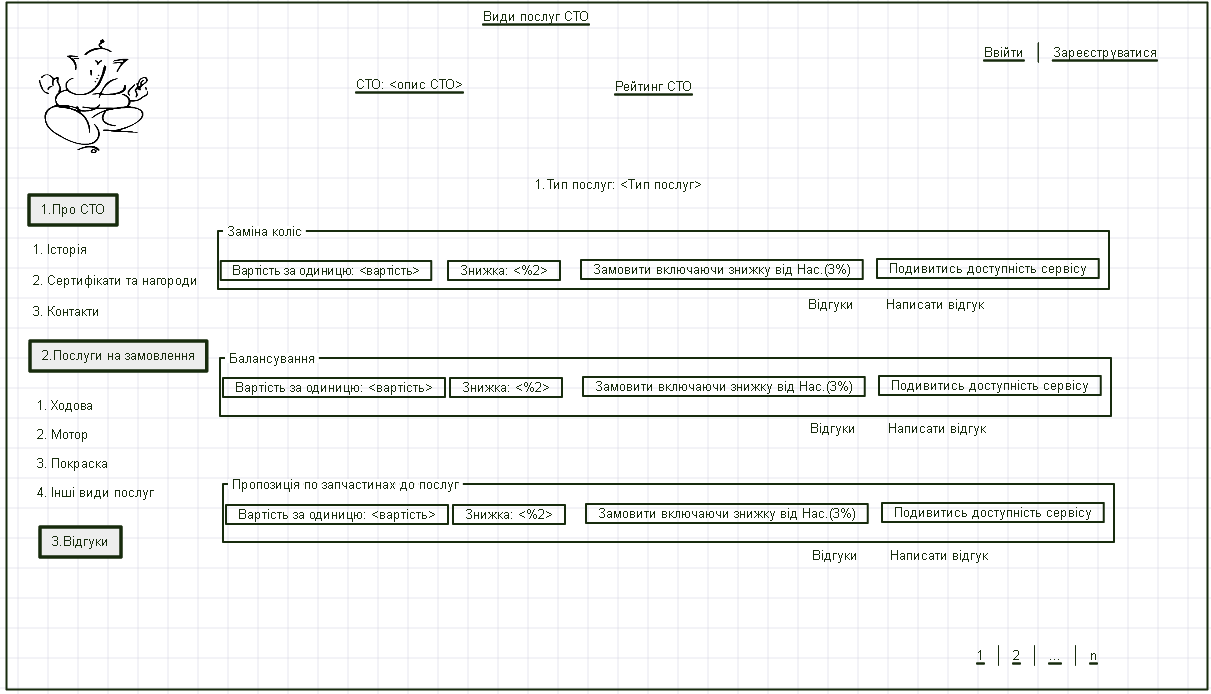 Види послуг СТО
Ввійти | Зареєструватися
СТО: <опис СТО>
Рейтинг СТО
1.Тип послуг: <Тип послуг>
1.Про СТО
1. Історія
2. Сертифікати та нагороди
3. Контакти
2.Послуги на замовлення
1. Ходова
2. Мотор
3. Покраска
4. Інші види послуг
3.Відгуки
Заміна коліс
Вартість за одиницю: <вартість> Знижка: <%2> Замовити включаючи знижку від Нас.(3%) Подивитись доступність сервісу
Відгуки Написати відгук
Балансування
Вартість за одиницю: <вартість> Знижка: <%2> Замовити включаючи знижку від Нас.(3%) Подивитись доступність сервісу
Відгуки Написати відгук
Пропозиція по запчастинах до послуг
Вартість за одиницю: <вартість> Знижка: <%2> Замовити включаючи знижку від Нас.(3%) Подивитись доступність сервісу
Відгуки Написати відгук
1 | 2 | ... | n